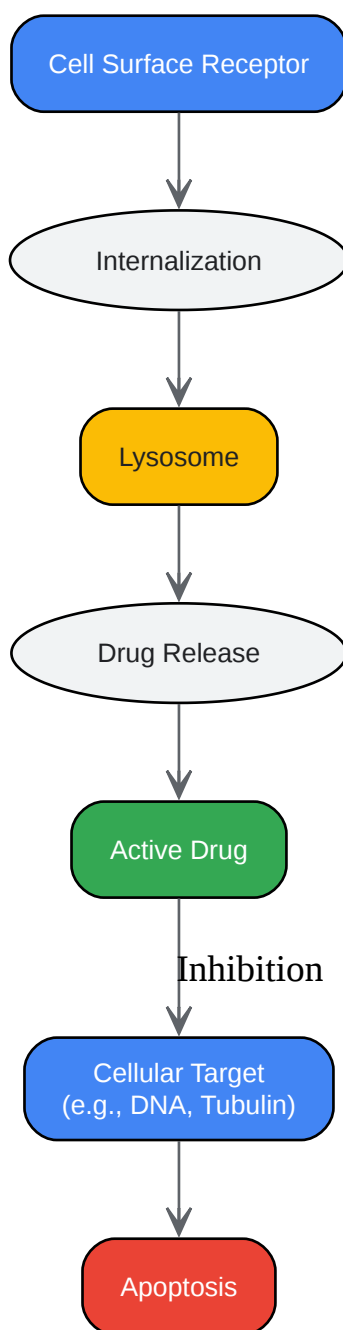 Cell Surface Receptor
Internalization
Lysosome
Drug Release
Active Drug
Inhibition
Cellular Target
(e.g., DNA, Tubulin)
Apoptosis